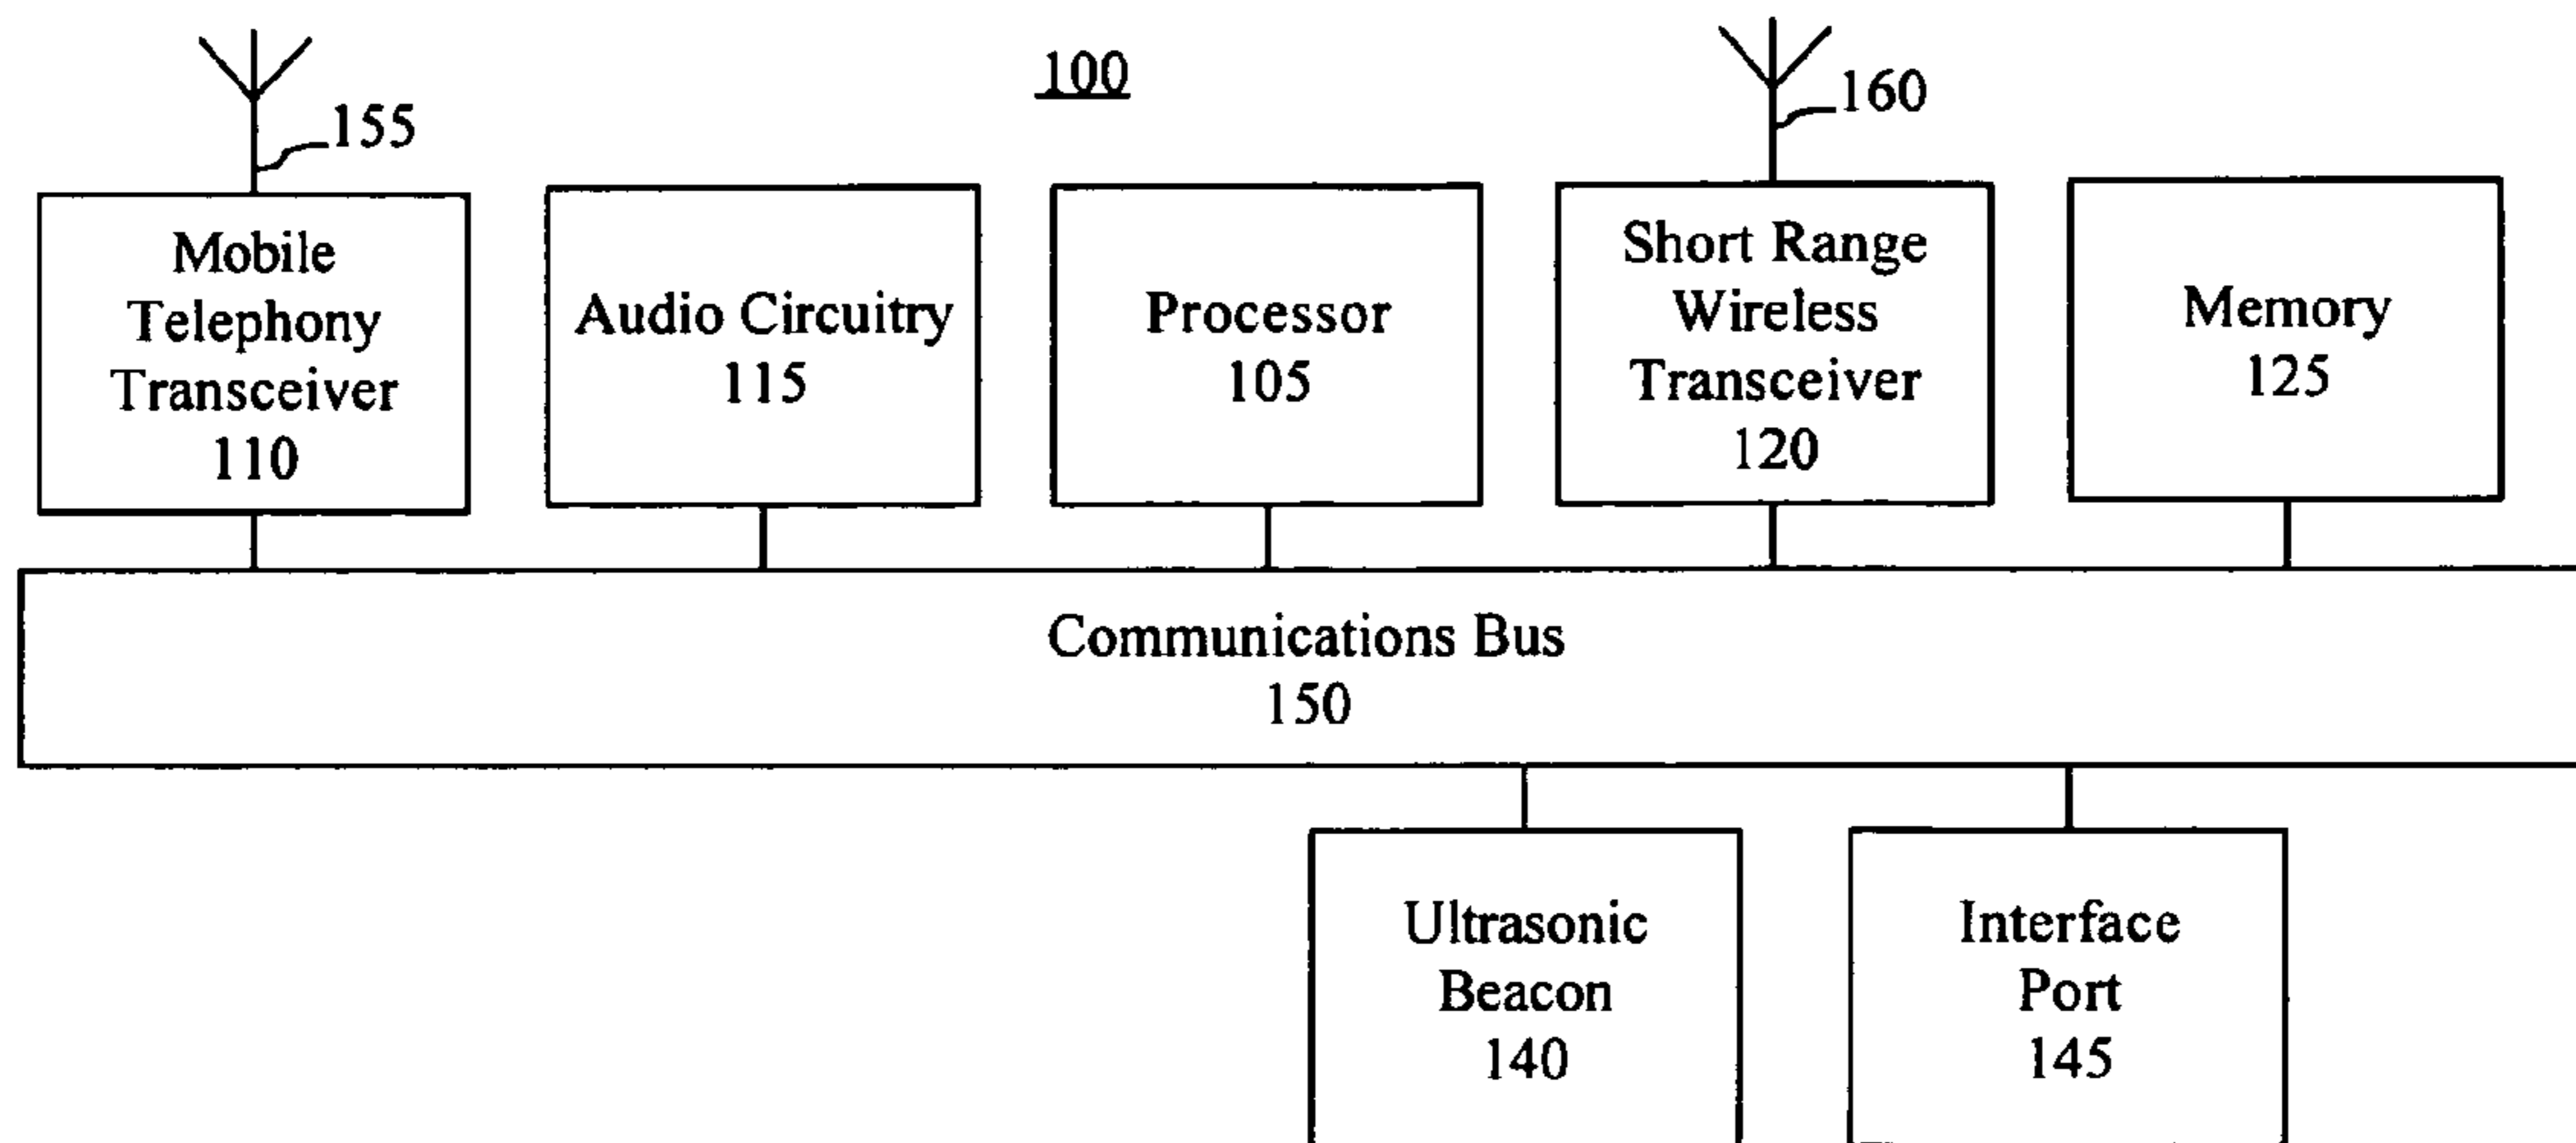 100
155
160
Mobile
Telephony
Transceiver
110
Audio Circuitry
115
Processor
105
Short Range
Wireless
Transceiver
120
Memory
125
Communications Bus
150
Ultrasonic
Beacon
140
Interface
Port
145